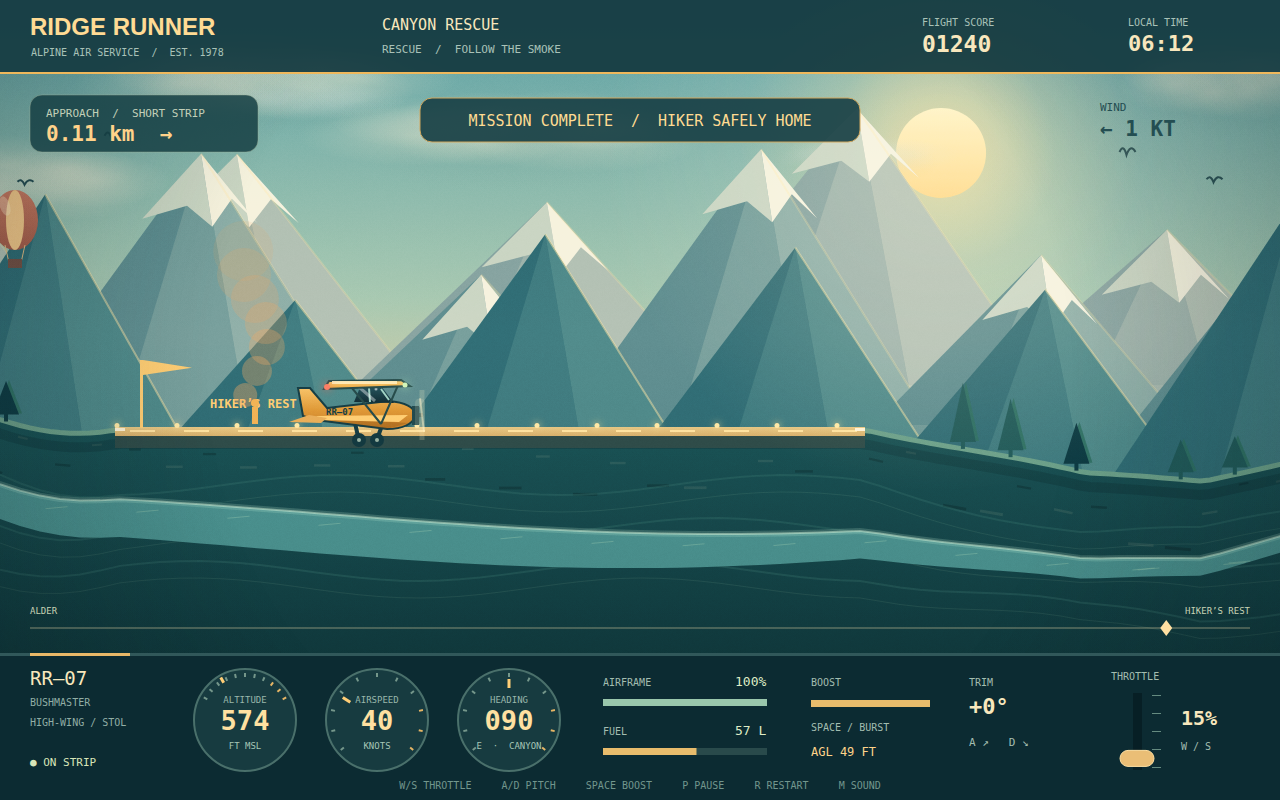 RIDGE RUNNER
ALPINE AIR SERVICE / EST. 1978
CANYON RESCUE
RESCUE / FOLLOW THE SMOKE
FLIGHT SCORE
01240
LOCAL TIME
06:12
APPROACH / SHORT STRIP
0.11 km →
MISSION COMPLETE / HIKER SAFELY HOME
WIND
← 1 KT
HIKER'S REST
RR—07
ALDER
HIKER'S REST
RR—07
BUSHMASTER
HIGH-WING / STOL
● ON STRIP
ALTITUDE
574
FT MSL
AIRSPEED
40
KNOTS
HEADING
090
E · CANYON
AIRFRAME 100%
FUEL 57 L
BOOST
SPACE / BURST
AGL 49 FT
TRIM
+0°
A ↗ D ↘
THROTTLE
15%
W / S
W/S THROTTLE A/D PITCH SPACE BOOST P PAUSE R RESTART M SOUND